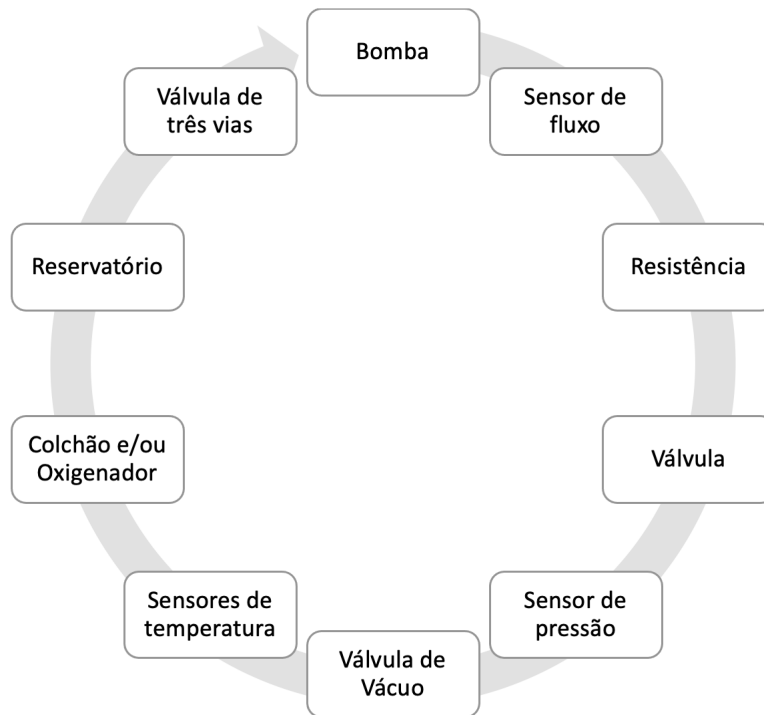 Bomba
Sensor de
fluxo
Resistência
Válvula
Sensor de
pressão
Válvula de
Vácuo
Sensores de
temperatura
Colchão e/ou
Oxigenador
Reservatório
Válvula de
três vias